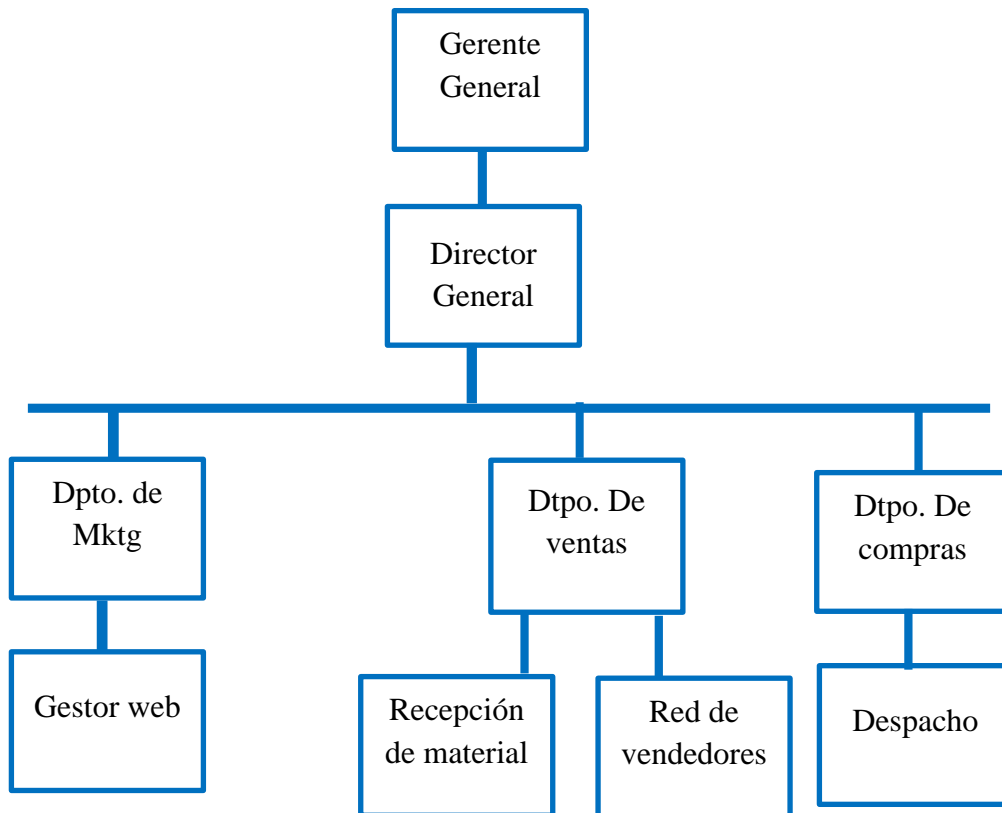 Gerente
General
Director
General
Dpto. de
Mktg
Dtpo. De
ventas
Dtpo. De
compras
Gestor web
Recepción
de material
Red de
vendedores
Despacho